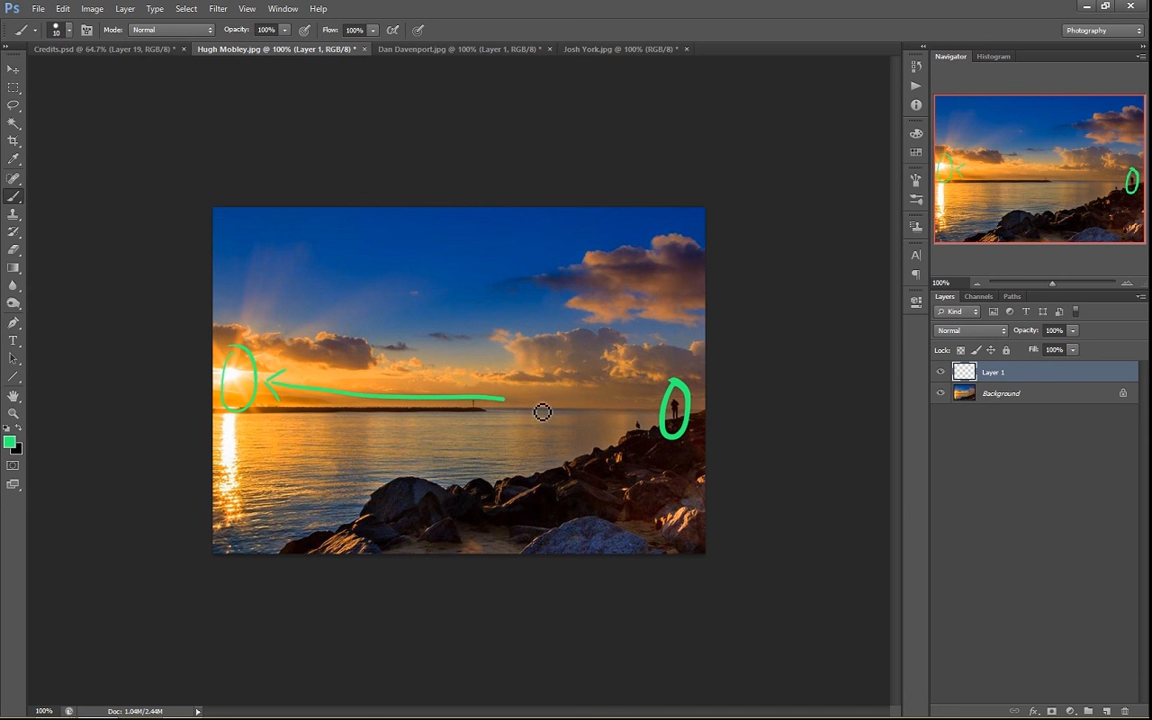 Ps File Edit Image Layer Type Select Filter View Window Help
10 Mode: Normal Opacity: 100% Flow: 100% Photography
Credits.psd @ 64.7% (Layer 19, RGB/8) * × Hugh Mobley.jpg @ 100% (Layer 1, RGB/8) * × Dan Davenport.jpg @ 100% (Layer 1, RGB/8) * × Josh York.jpg @ 100% (RGB/8) * ×
Navigator Histogram
100%
Layers Channels Paths
Kind
Normal Opacity: 100%
Lock: Fill: 100%
Layer 1
Background
100% Doc: 1.04M/2.44M